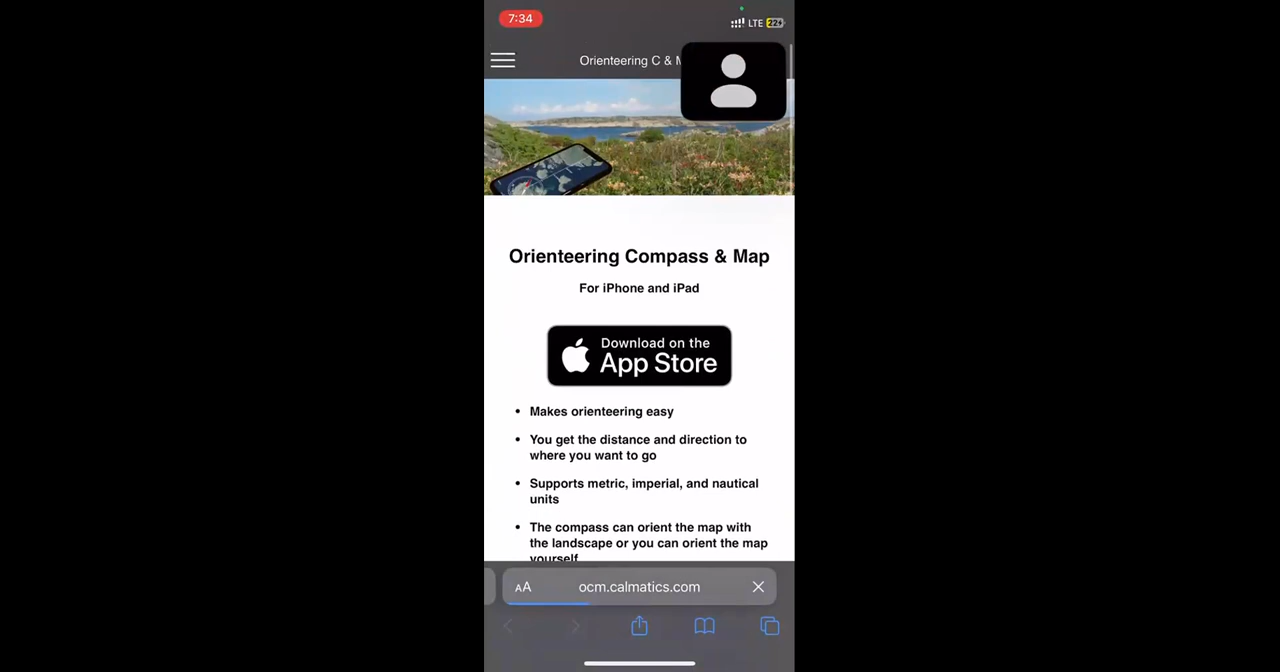 7:34
LTE 22
Orienteering C & M
Orienteering Compass & Map
For iPhone and iPad
Download on the
App Store
• Makes orienteering easy
• You get the distance and direction to
where you want to go
• Supports metric, imperial, and nautical
units
• The compass can orient the map with
the landscape or you can orient the map
yourself
AA
ocm.calmatics.com